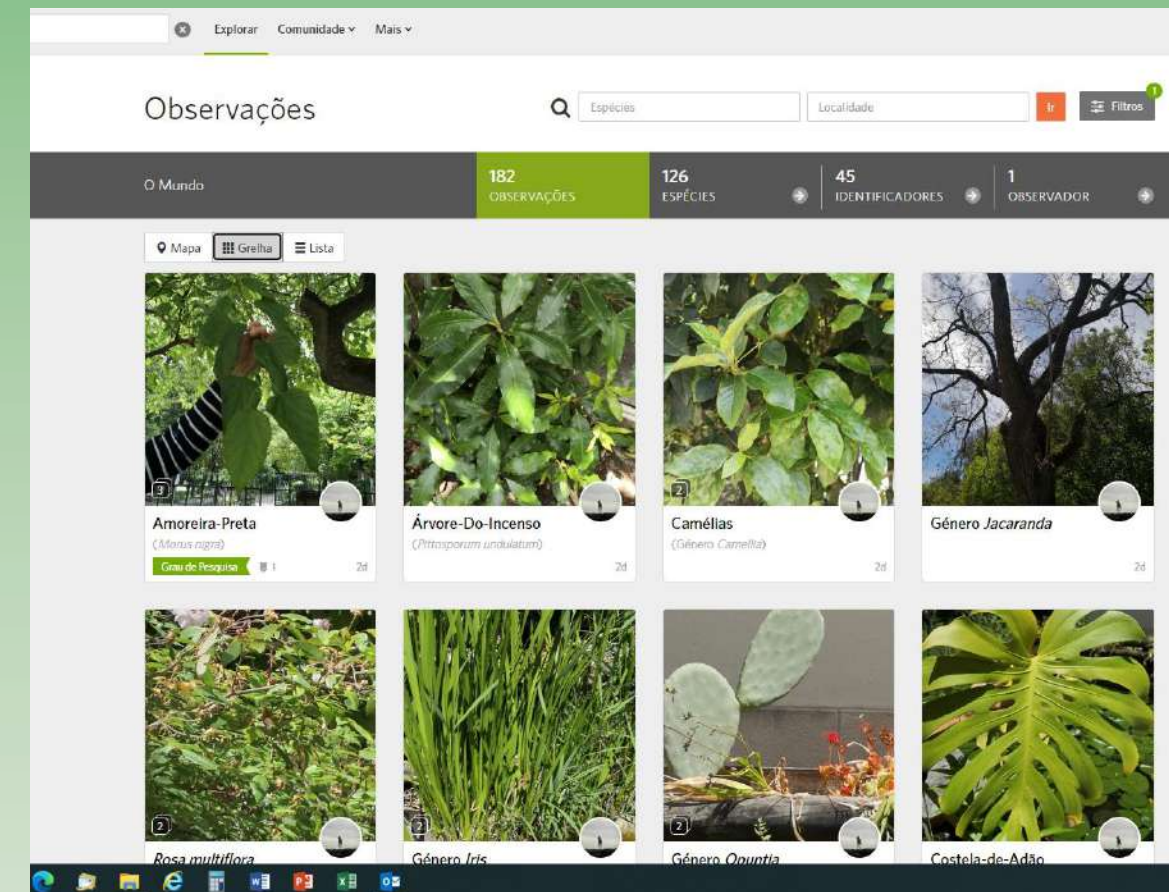 Explorar Comunidade Mais
Observações
Espécies Localidade Ir Filtros
1
O Mundo
182 126 45 1
OBSERVAÇÕES ESPÉCIES IDENTIFICADORES OBSERVADOR
Mapa Grelha Lista
3 2
Amoreira-Preta Árvore-Do-Incenso Camélias Género Jacaranda
(Morus nigra) (Pittosporum undulatum) (Género Camellia)
Grau de Pesquisa 1 2d 2d 2d 2d
2 2 2
Rosa multiflora Género Iris Género Opuntia Costela-de-Adão